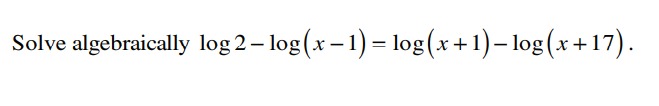 Solve algebraically log 2 – log(x – 1) = log(x + 1) – log(x + 17).